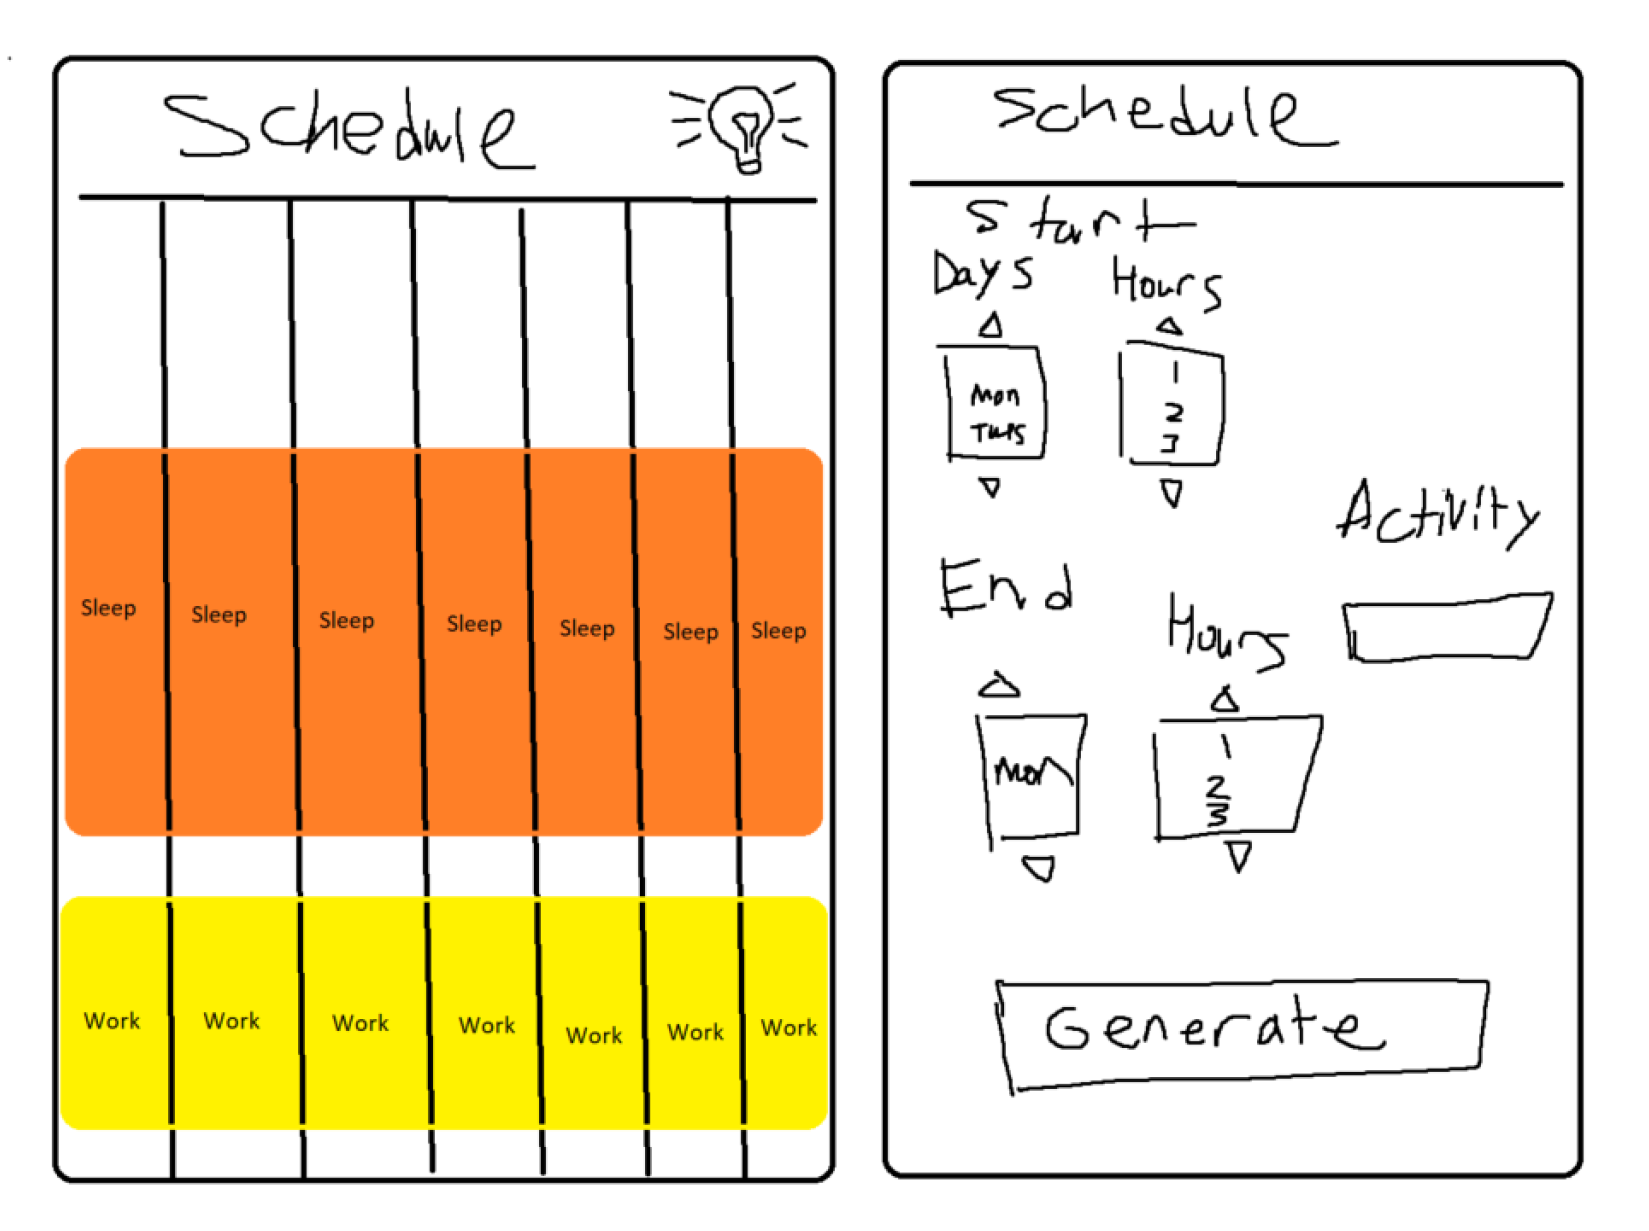 Schedule
Sleep Sleep Sleep Sleep Sleep Sleep Sleep
Work Work Work Work Work Work Work
Schedule
Start
Days Hours
Mon
Tues
1
2
3
Activity
End
Hours
Mon
1
2
3
Generate